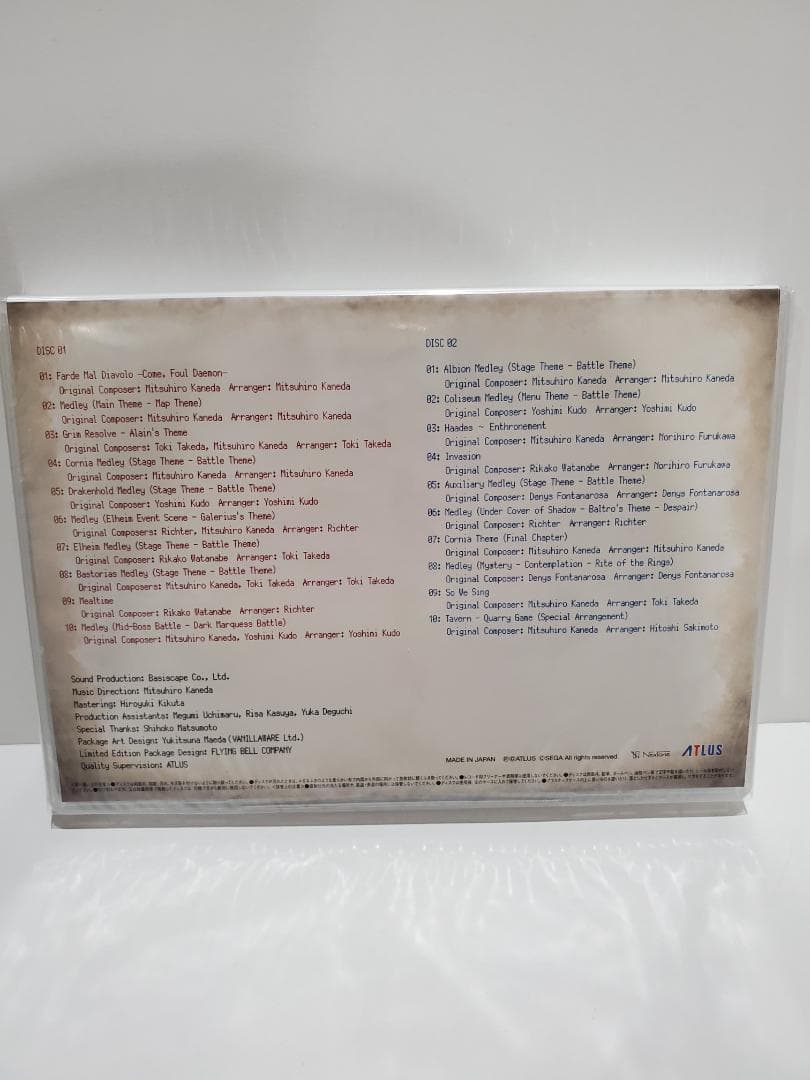 DISC 01
01: Farde Mal Diavolo -Come, Foul Daemon-
Original Composer: Mitsuhiro Kaneda Arranger: Mitsuhiro Kaneda
02: Medley (Main Theme - Map Theme)
Original Composer: Mitsuhiro Kaneda Arranger: Mitsuhiro Kaneda
03: Grim Resolve - Alain's Theme
Original Composers: Toki Takeda, Mitsuhiro Kaneda Arranger: Toki Takeda
04: Cornia Medley (Stage Theme - Battle Theme)
Original Composer: Mitsuhiro Kaneda Arranger: Mitsuhiro Kaneda
05: Drakenhold Medley (Stage Theme - Battle Theme)
Original Composer: Yoshimi Kudo Arranger: Yoshimi Kudo
06: Medley (Elheim Event Scene - Galerius's Theme)
Original Composers: Richter, Mitsuhiro Kaneda Arranger: Richter
07: Elheim Medley (Stage Theme - Battle Theme)
Original Composer: Rikako Watanabe Arranger: Toki Takeda
08: Bastorias Medley (Stage Theme - Battle Theme)
Original Composers: Mitsuhiro Kaneda, Toki Takeda Arranger: Toki Takeda
09: Mealtime
Original Composer: Rikako Watanabe Arranger: Richter
10: Medley (Mid-Boss Battle - Dark Marquess Battle)
Original Composer: Mitsuhiro Kaneda, Yoshimi Kudo Arranger: Yoshimi Kudo
Sound Production: Basiscape Co., Ltd.
Music Direction: Mitsuhiro Kaneda
Mastering: Hiroyuki Kikuta
Production Assistants: Megumi Uchimaru, Risa Kasuya, Yuka Deguchi
Special Thanks: Shihoko Matsumoto
Package Art Design: Yukitsuna Maeda (VANILLAWARE Ltd.)
Limited Edition Package Design: FLYING BELL COMPANY
Quality Supervision: ATLUS
DISC 02
01: Albion Medley (Stage Theme - Battle Theme)
Original Composer: Mitsuhiro Kaneda Arranger: Mitsuhiro Kaneda
02: Coliseum Medley (Menu Theme - Battle Theme)
Original Composer: Yoshimi Kudo Arranger: Yoshimi Kudo
03: Haades ~ Enthronement
Original Composer: Mitsuhiro Kaneda Arranger: Norihiro Furukawa
04: Invasion
Original Composer: Rikako Watanabe Arranger: Norihiro Furukawa
05: Auxiliary Medley (Stage Theme - Battle Theme)
Original Composer: Denys Fontanarosa Arranger: Denys Fontanarosa
06: Medley (Under Cover of Shadow - Baltro's Theme - Despair)
Original Composer: Richter Arranger: Richter
07: Cornia Theme (Final Chapter)
Original Composer: Mitsuhiro Kaneda Arranger: Mitsuhiro Kaneda
08: Medley (Mystery - Contemplation - Rite of the Rings)
Original Composer: Denys Fontanarosa Arranger: Denys Fontanarosa
09: So We Sing
Original Composer: Mitsuhiro Kaneda Arranger: Toki Takeda
10: Tavern - Quarry Game (Special Arrangement)
Original Composer: Mitsuhiro Kaneda Arranger: Hitoshi Sakimoto
MADE IN JAPAN ℗©ATLUS ©SEGA All rights reserved. NexTone ATLUS